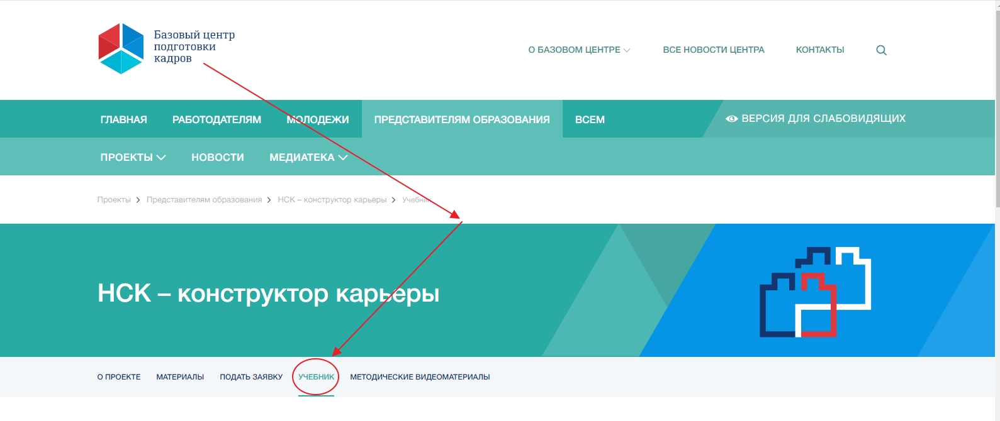 Базовый центр
подготовки
кадров
О БАЗОВОМ ЦЕНТРЕ ВСЕ НОВОСТИ ЦЕНТРА КОНТАКТЫ
ГЛАВНАЯ РАБОТОДАТЕЛЯМ МОЛОДЕЖИ ПРЕДСТАВИТЕЛЯМ ОБРАЗОВАНИЯ ВСЕМ ВЕРСИЯ ДЛЯ СЛАБОВИДЯЩИХ
ПРОЕКТЫ НОВОСТИ МЕДИАТЕКА
Проекты > Представителям образования > НСК – конструктор карьеры > Учебник
НСК – конструктор карьеры
О ПРОЕКТЕ МАТЕРИАЛЫ ПОДАТЬ ЗАЯВКУ УЧЕБНИК МЕТОДИЧЕСКИЕ ВИДЕОМАТЕРИАЛЫ